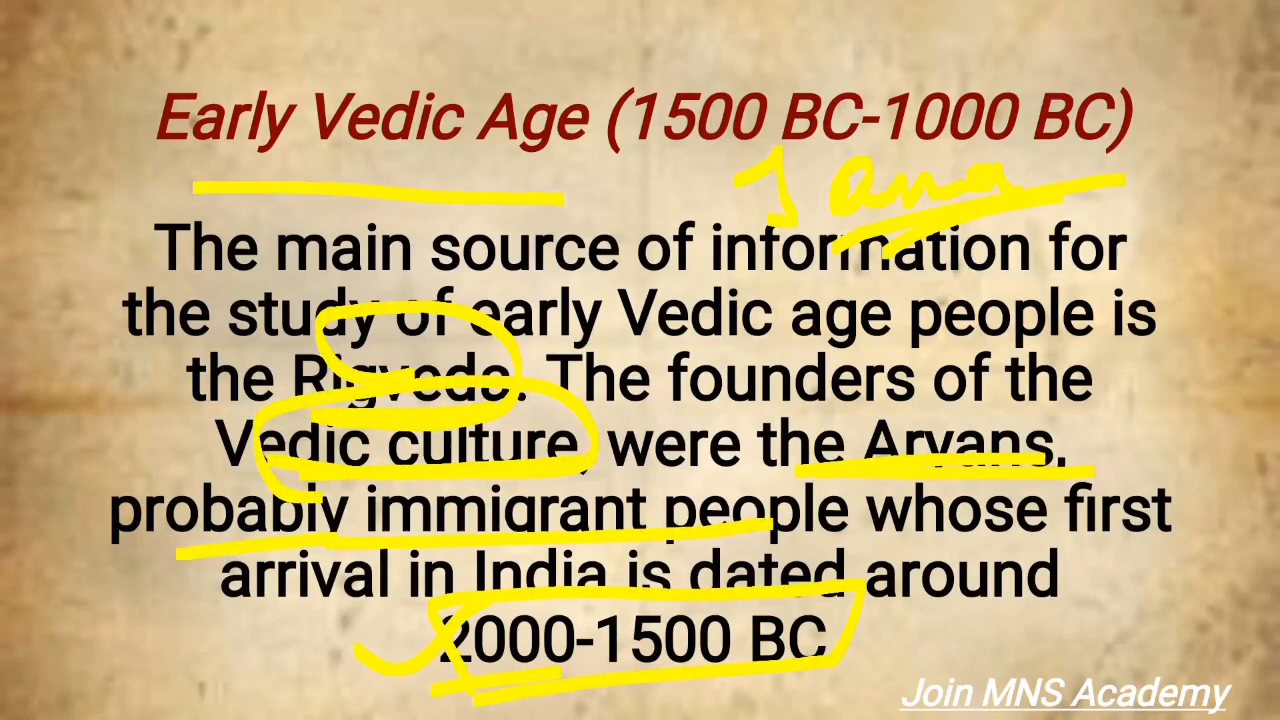 Early Vedic Age (1500 BC-1000 BC)
Jana
The main source of information for
the study of early Vedic age people is
the Rigveda. The founders of the
Vedic culture, were the Aryans,
probably immigrant people whose first
arrival in India is dated around
2000-1500 BC
Join MNS Academy